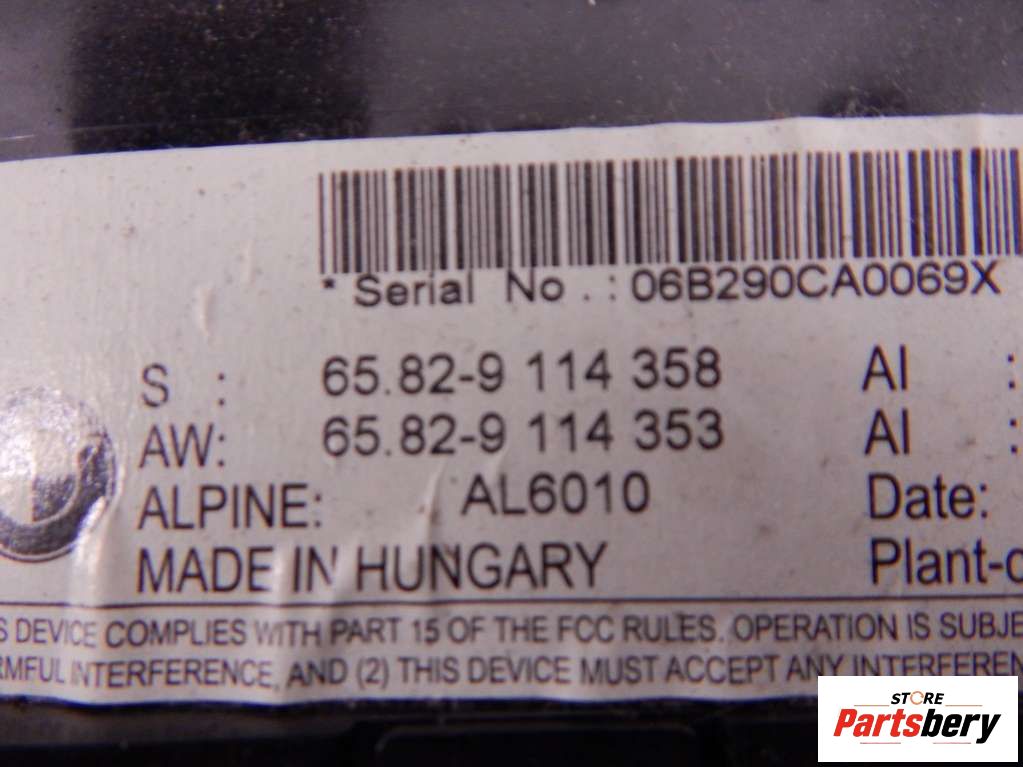 * Serial No . : 06B290CA0069X
S : 65.82-9 114 358 AI :
AW: 65.82-9 114 353 AI :
ALPINE: AL6010 Date:
MADE IN HUNGARY Plant-
DEVICE COMPLIES WITH PART 15 OF THE FCC RULES. OPERATION IS SUBJE
RMFUL INTERFERENCE, AND (2) THIS DEVICE MUST ACCEPT ANY INTERFEREN
STORE
Partsbery